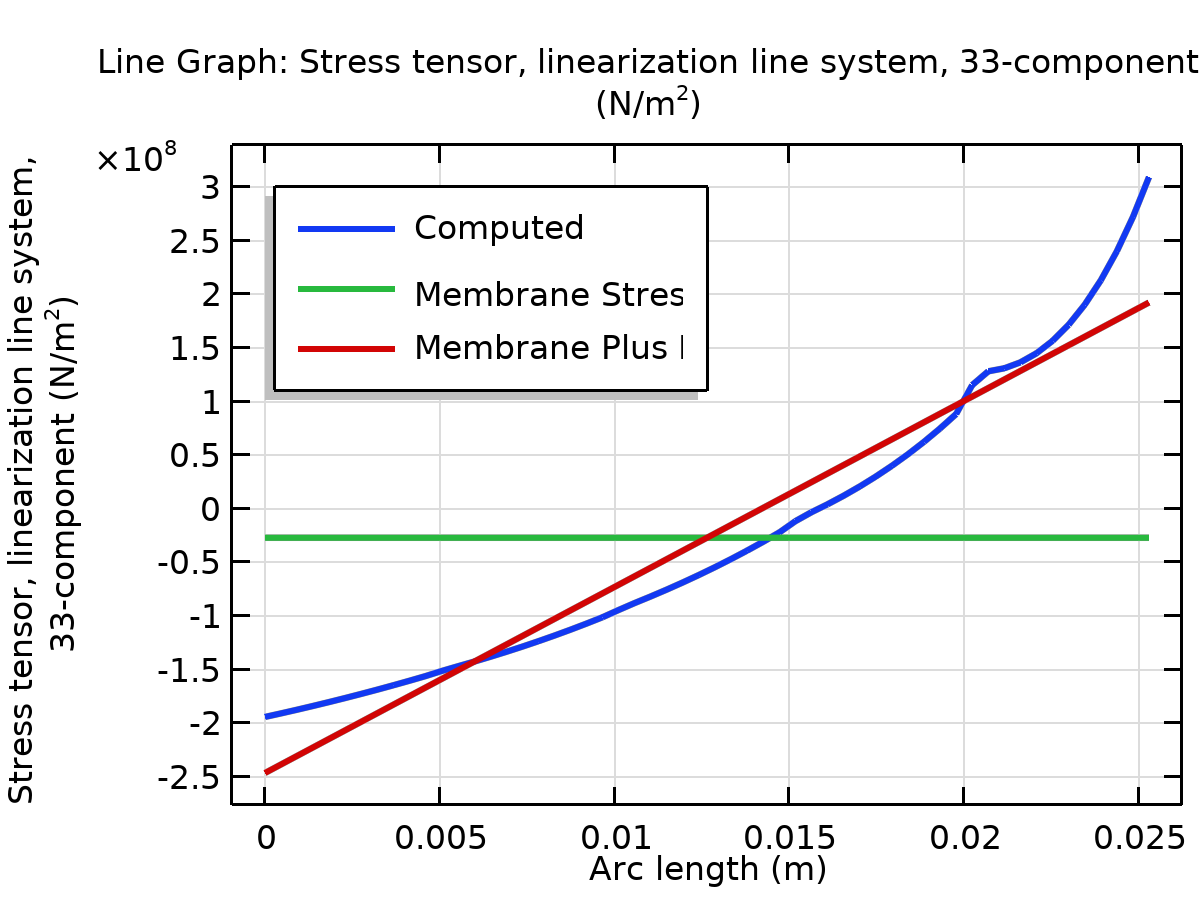 Line Graph: Stress tensor, linearization line system, 33-component
(N/m²)
×10⁸
3
2.5
2
1.5
1
0.5
0
-0.5
-1
-1.5
-2
-2.5
Stress tensor, linearization line system,
33-component (N/m²)
Computed
Membrane Stres
Membrane Plus
0
0.005
0.01
0.015
0.02
0.025
Arc length (m)